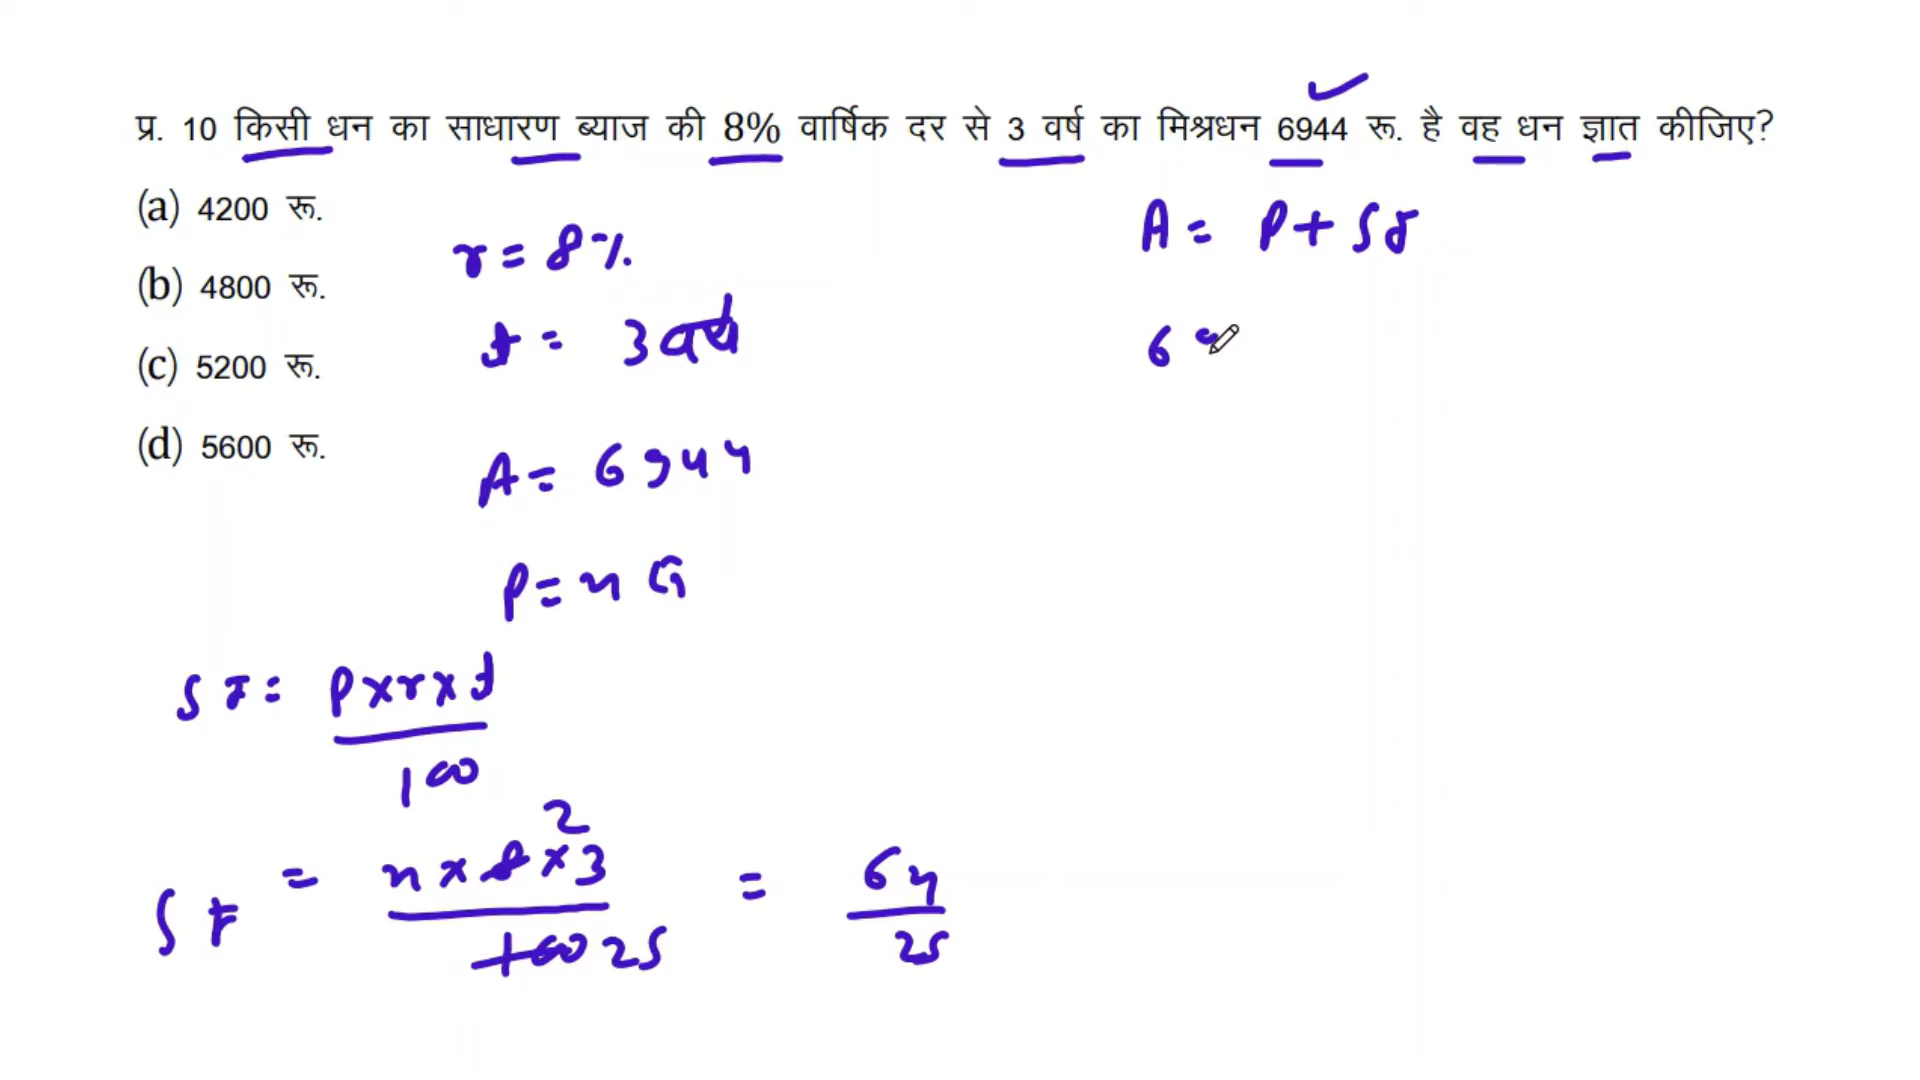 प्र. 10 किसी धन का साधारण ब्याज की 8% वार्षिक दर से 3 वर्ष का मिश्रधन 6944 रू. है वह धन ज्ञात कीजिए?
(a) 4200 रू.
(b) 4800 रू.
(c) 5200 रू.
(d) 5600 रू.
r = 8%
t = 3 वर्ष
A = 6944
P = x
SI = P×r×t
100
SI = x×8×3
2
100 25
= 6x
25
A = P + SI
6